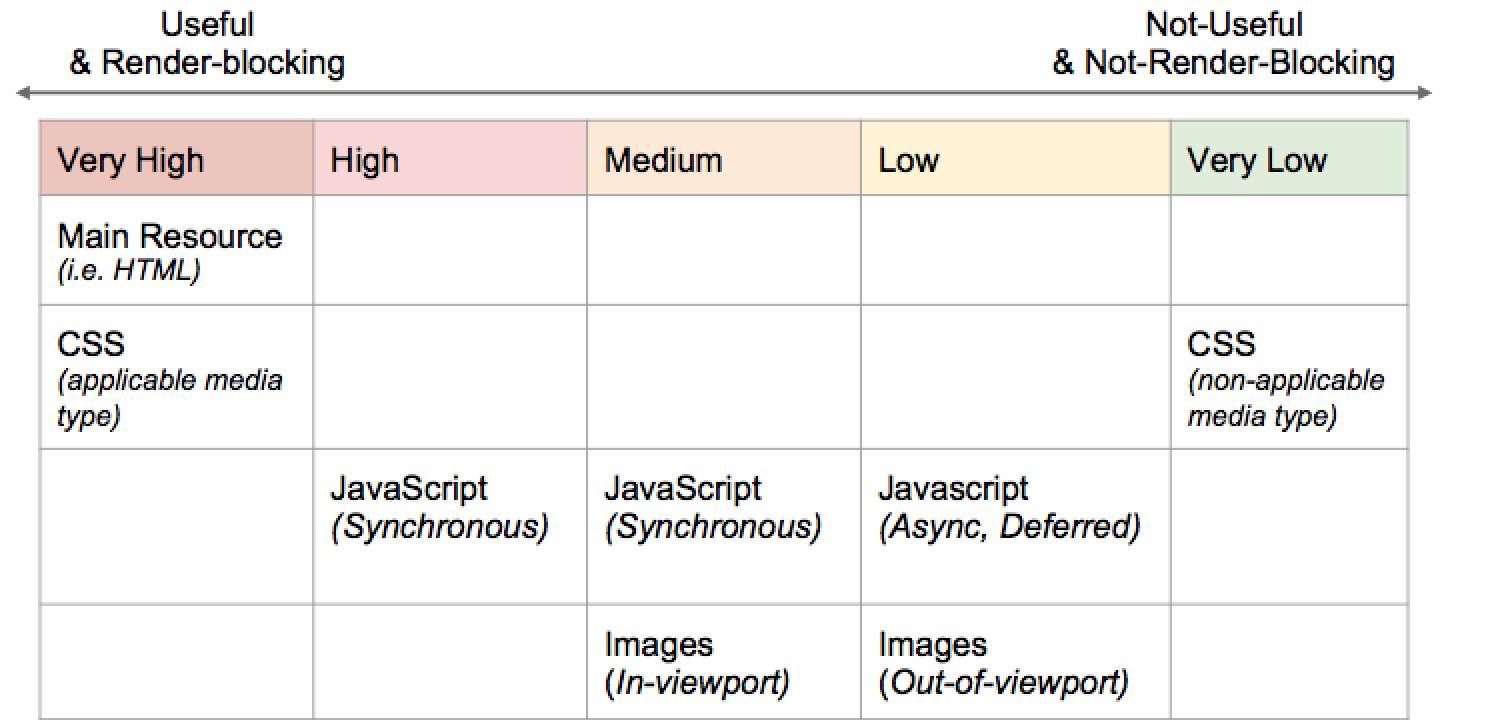 Useful
& Render-blocking
Not-Useful
& Not-Render-Blocking
Very High
High
Medium
Low
Very Low
Main Resource
(i.e. HTML)
CSS
(applicable media
type)
CSS
(non-applicable
media type)
JavaScript
(Synchronous)
JavaScript
(Synchronous)
Javascript
(Async, Deferred)
Images
(In-viewport)
Images
(Out-of-viewport)